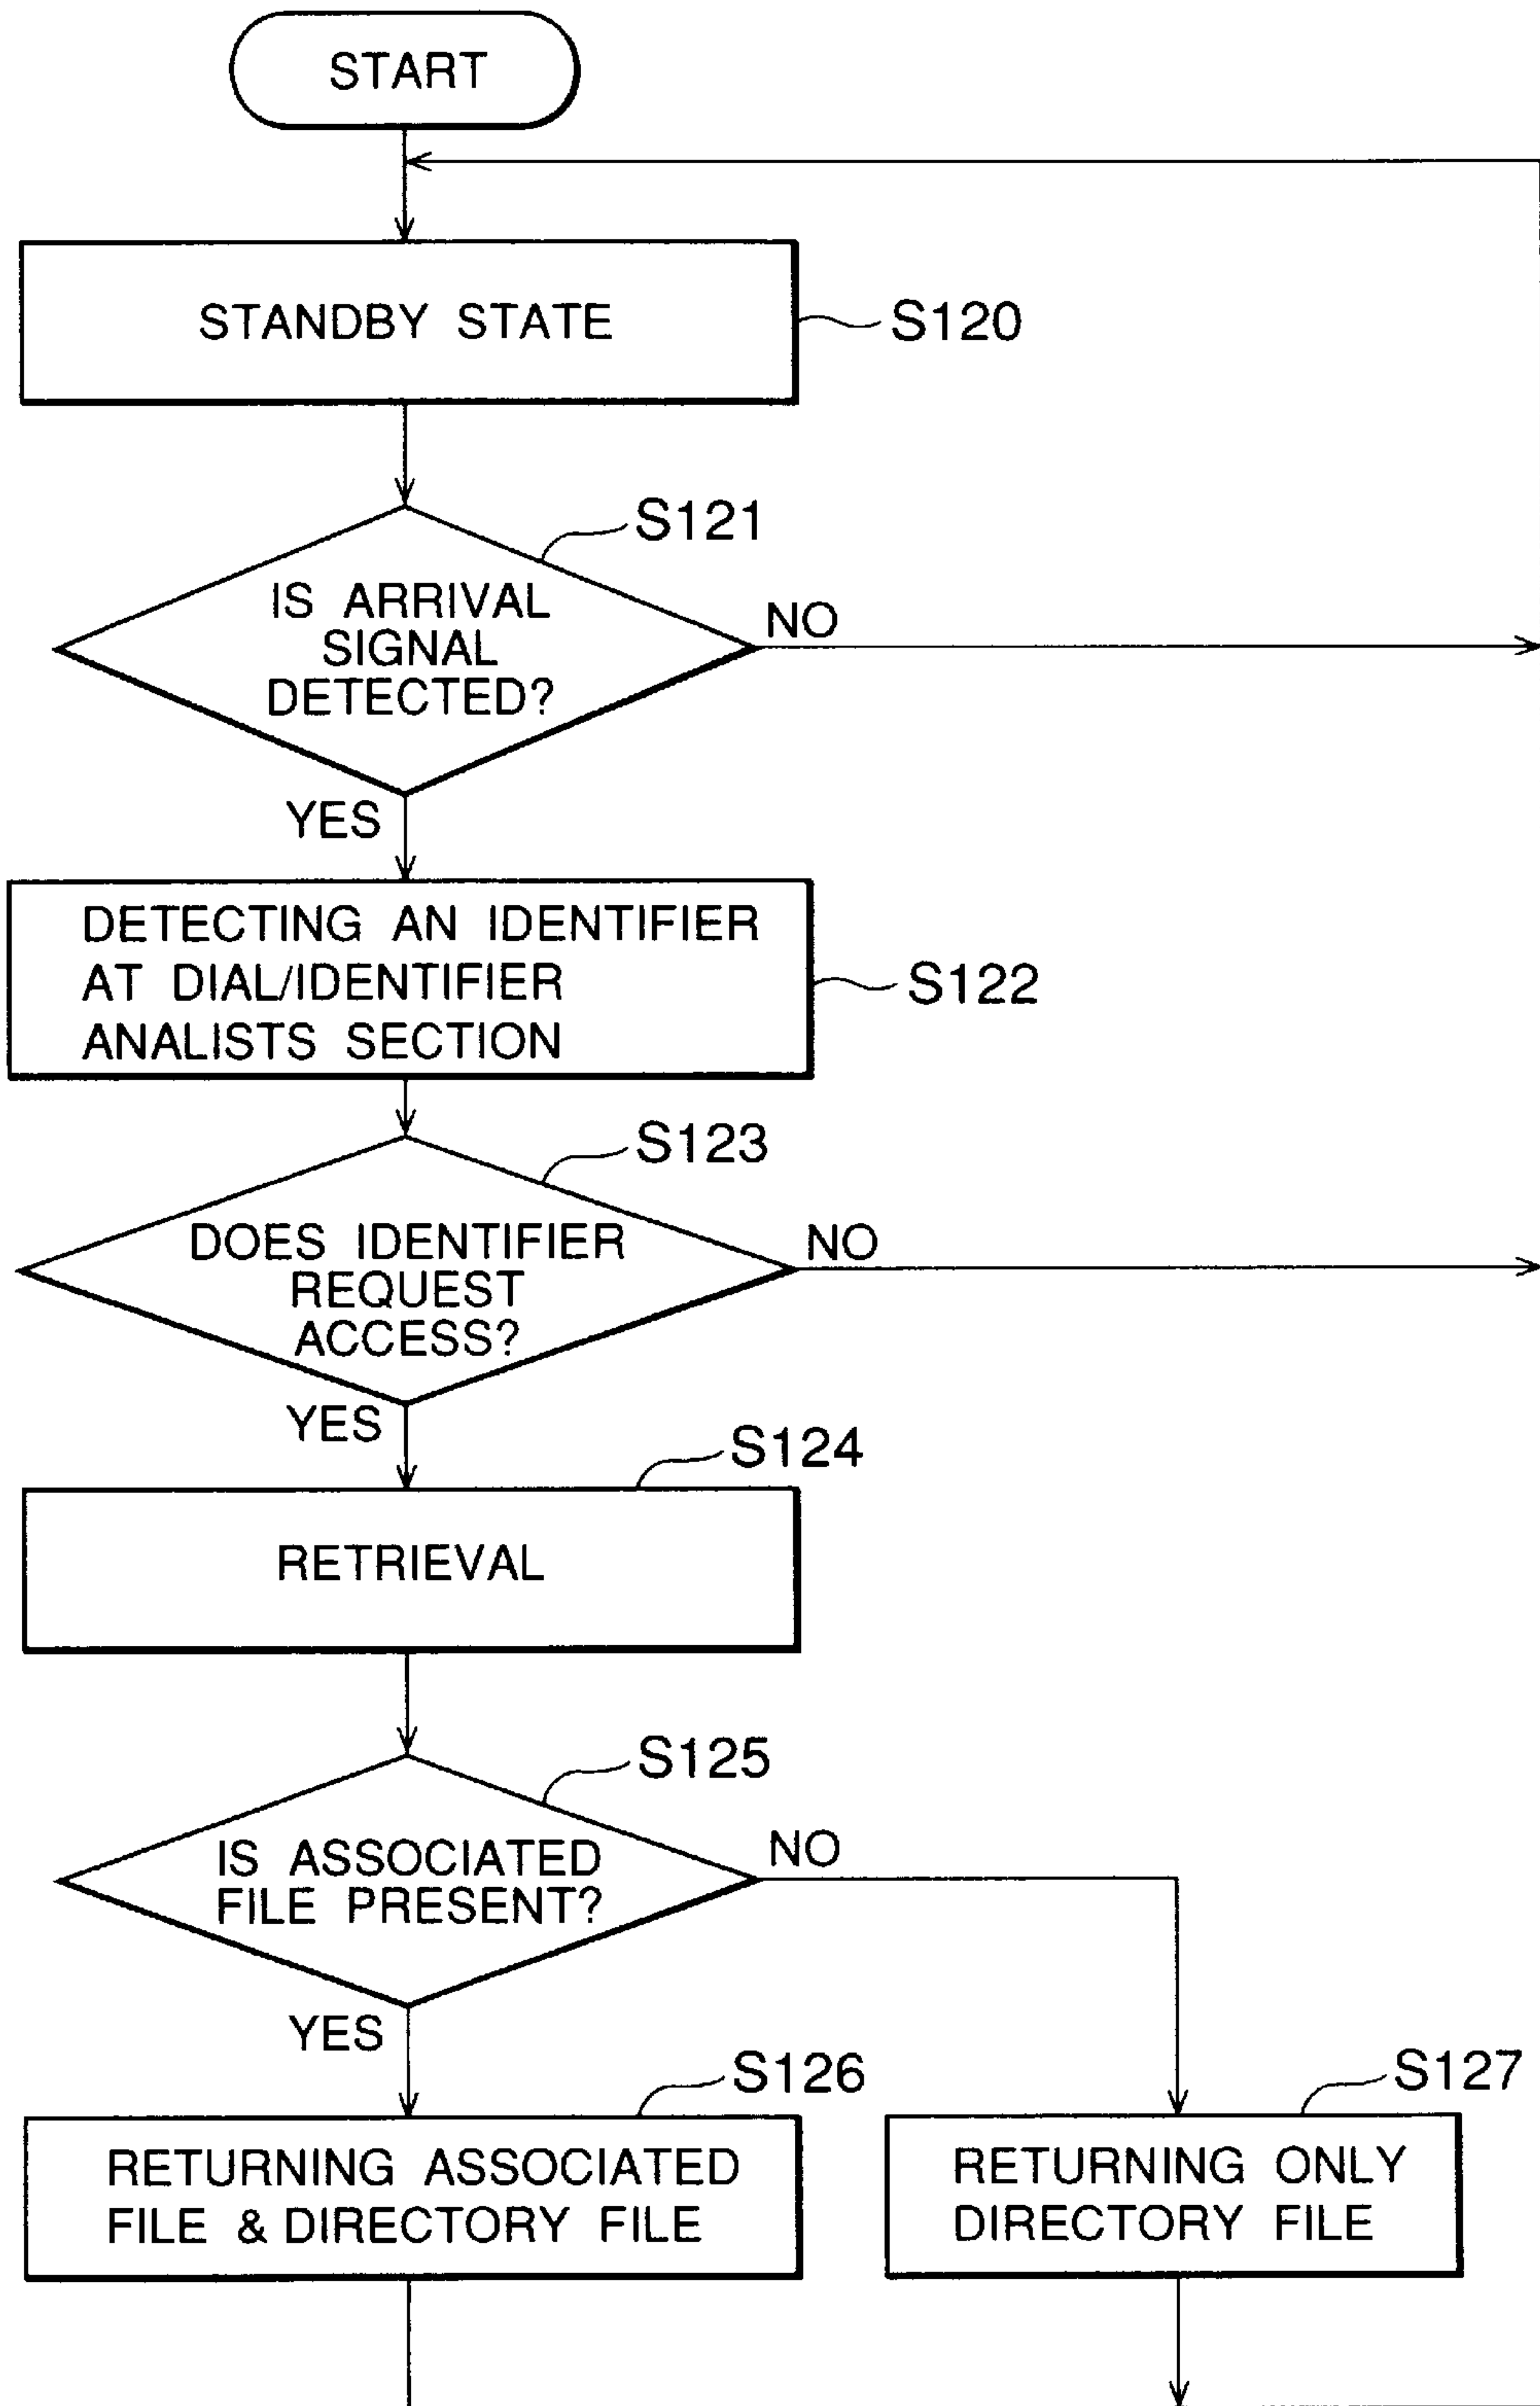 START
STANDBY STATE
S120
S121
IS ARRIVAL
SIGNAL
DETECTED?
NO
YES
DETECTING AN IDENTIFIER
AT DIAL/IDENTIFIER
ANALISTS SECTION
S122
S123
DOES IDENTIFIER
REQUEST
ACCESS?
NO
YES
S124
RETRIEVAL
S125
IS ASSOCIATED
FILE PRESENT?
NO
YES
S126
RETURNING ASSOCIATED
FILE & DIRECTORY FILE
S127
RETURNING ONLY
DIRECTORY FILE